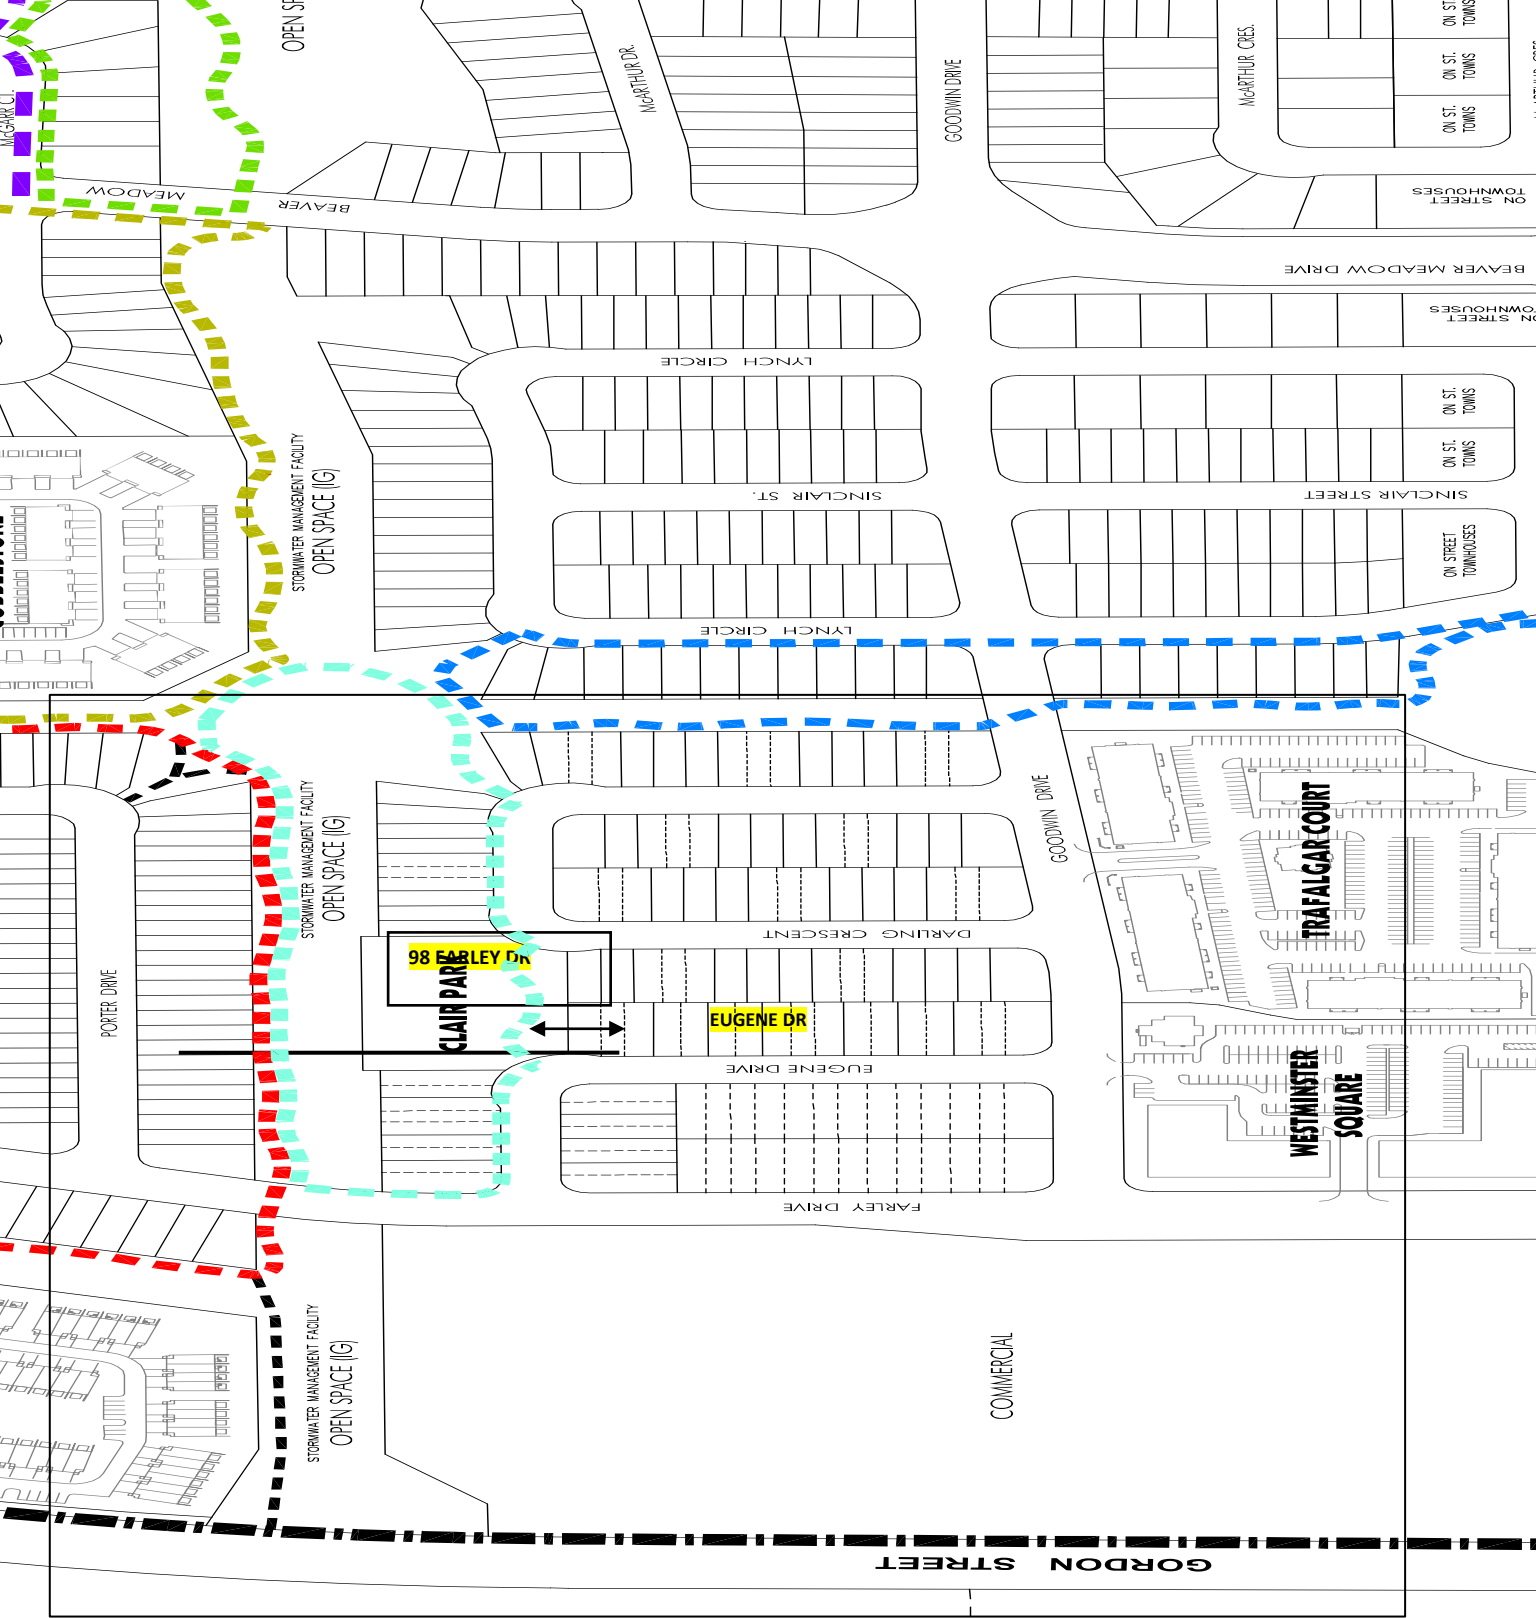 OPEN
McGARR CT.
McARTHUR DR.
GOODWIN DRIVE
McARTHUR CRES.
ON ST.
TOWNS
ON ST.
TOWNS
ON ST.
TOWNS
MEADOW
BEAVER
ON STREET
TOWNHOUSES
BEAVER MEADOW DRIVE
ON STREET
TOWNHOUSES
LYNCH CIRCLE
ON ST.
TOWNS
ON ST.
TOWNS
STORMWATER MANAGEMENT FACILITY
OPEN SPACE (IG)
SINCLAIR ST.
SINCLAIR STREET
ON STREET
TOWNHOUSES
LYNCH CIRCLE
STORMWATER MANAGEMENT FACILITY
OPEN SPACE (IG)
GOODWIN DRIVE
TRAFALGAR COURT
PORTER DRIVE
DARLING CRESCENT
98 FARLEY DR
CLAIR PARK
EUGENE DR
EUGENE DRIVE
WESTMINSTER
SQUARE
FARLEY DRIVE
STORMWATER MANAGEMENT FACILITY
OPEN SPACE (IG)
COMMERCIAL
GORDON STREET